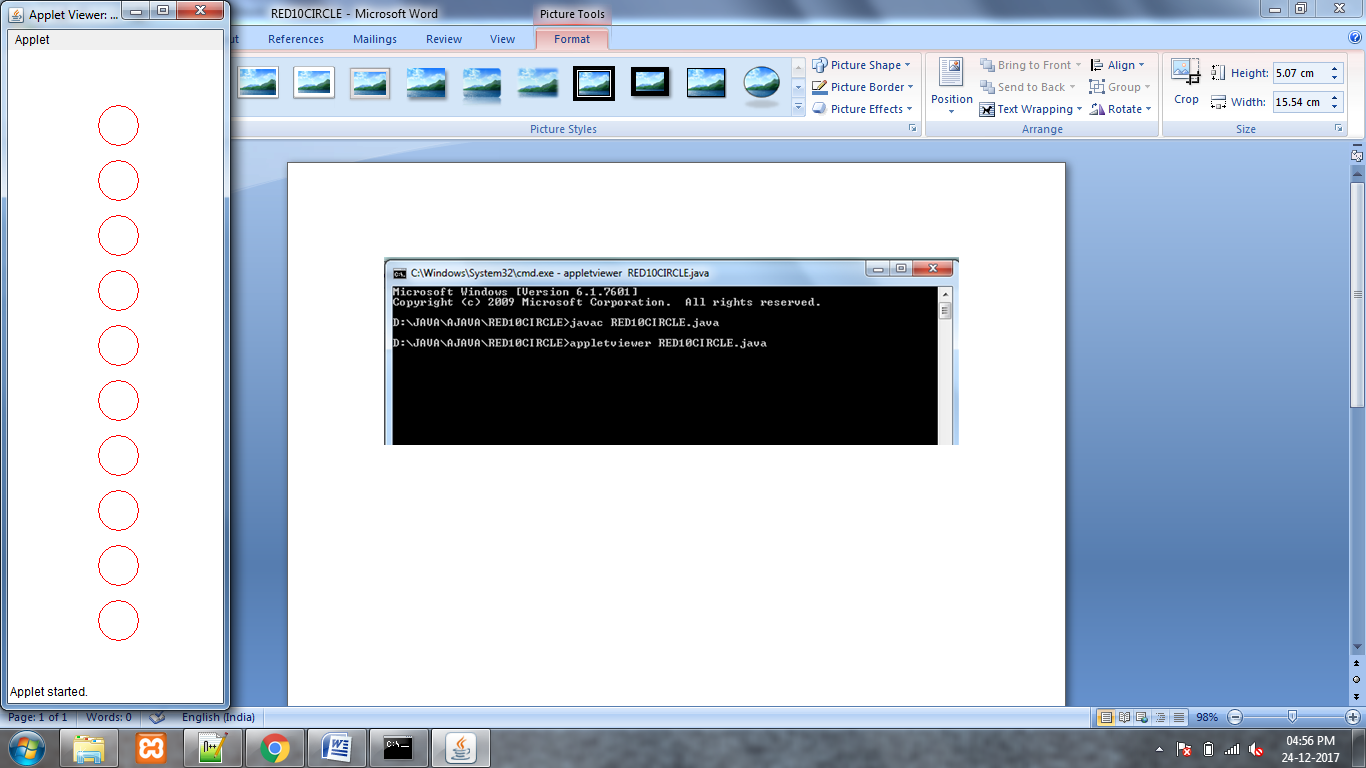 Applet Viewer: ...
Applet
Applet started.
RED10CIRCLE - Microsoft Word
Picture Tools
References Mailings Review View Format
Picture Shape
Picture Border
Picture Effects
Picture Styles
Position
Bring to Front
Send to Back
Text Wrapping
Align
Group
Rotate
Arrange
Crop
Height: 5.07 cm
Width: 15.54 cm
Size
C:\Windows\System32\cmd.exe - appletviewer RED10CIRCLE.java
Microsoft Windows [Version 6.1.7601]
Copyright (c) 2009 Microsoft Corporation. All rights reserved.
D:\JAVA\AJAVA\RED10CIRCLE>javac RED10CIRCLE.java
D:\JAVA\AJAVA\RED10CIRCLE>appletviewer RED10CIRCLE.java
Page: 1 of 1 Words: 0 English (India) 98%
04:56 PM
24-12-2017